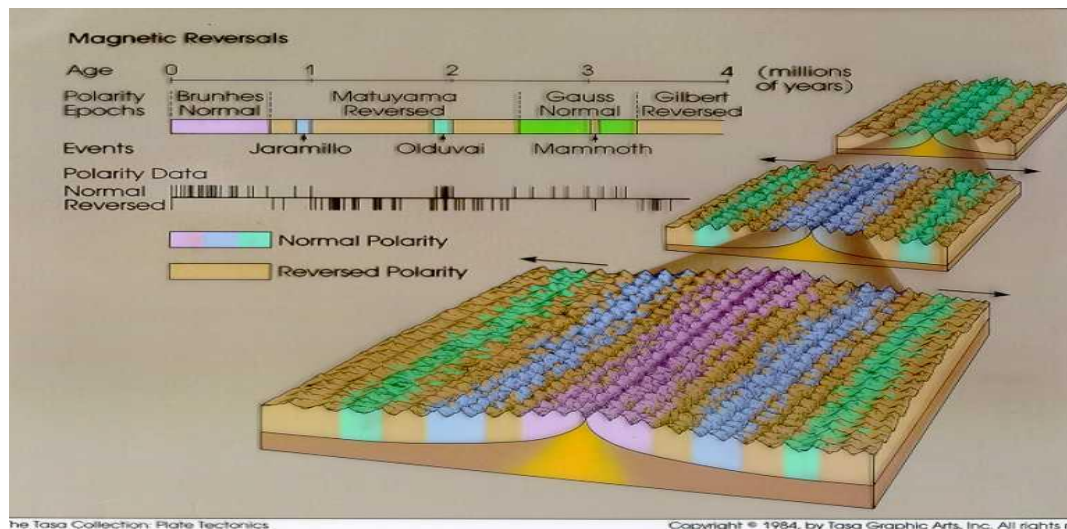 Magnetic Reversals
Age 0 1 2 3 4 (millions of years)
Polarity Epochs Brunhes Normal Matuyama Reversed Gauss Normal Gilbert Reversed
Events Jaramillo Olduvai Mammoth
Polarity Data
Normal
Reversed
Normal Polarity
Reversed Polarity
he Tasa Collection: Plate Tectonics
Copyright © 1984, by Tasa Graphic Arts, Inc. All rights